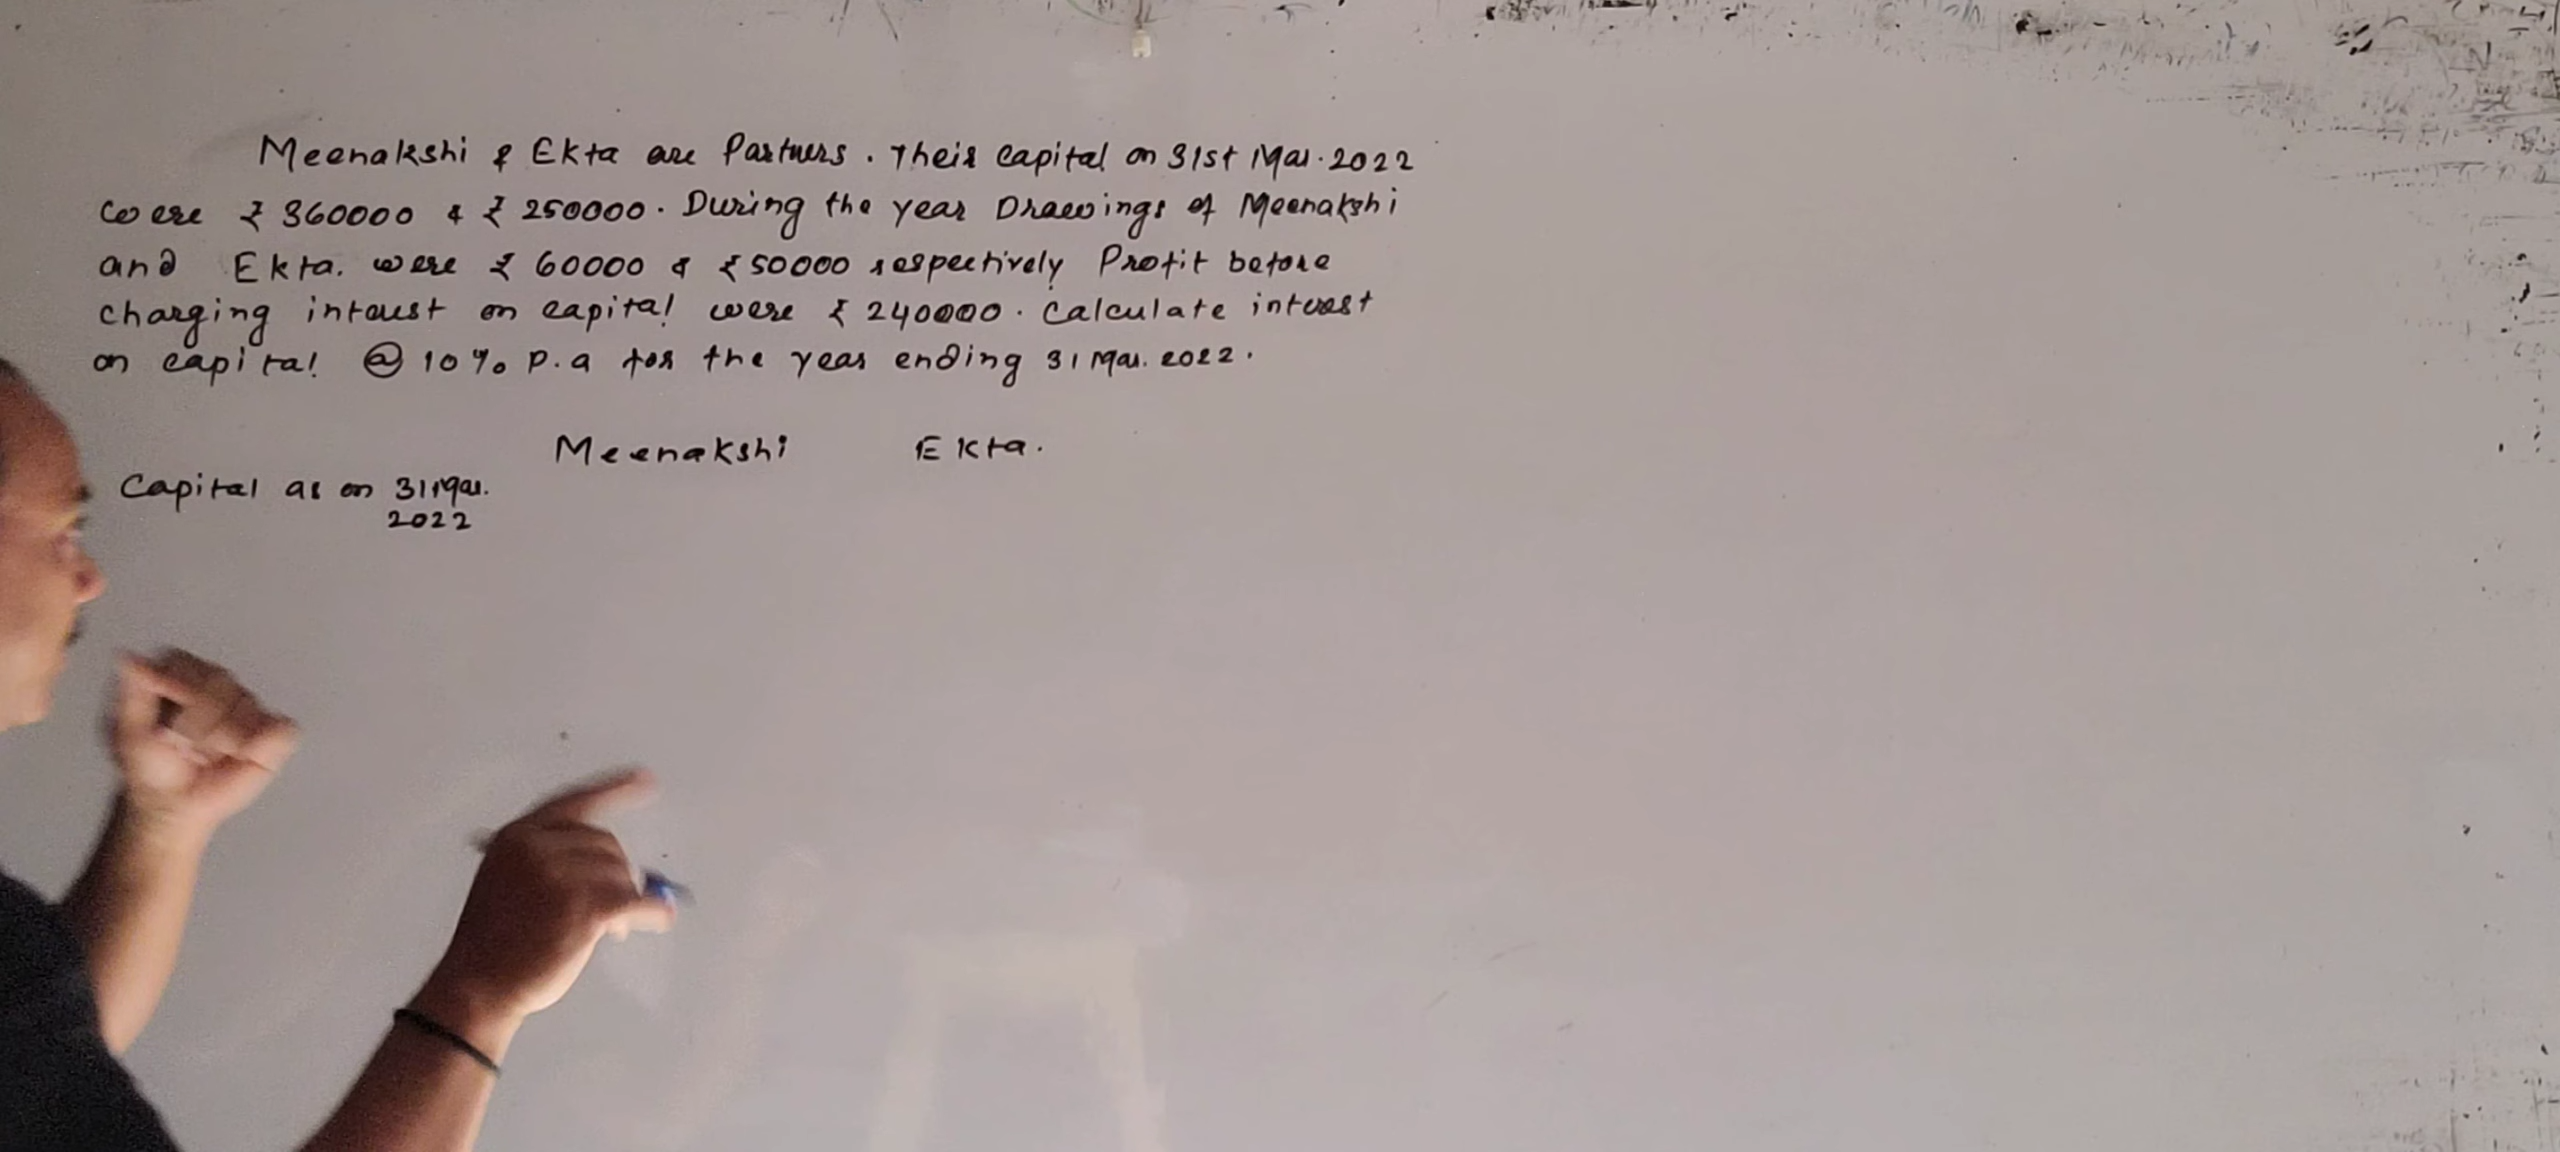 Meenakshi & Ekta are Partners. Their capital on 31st Mar. 2022
were ₹ 360000 & ₹ 250000. During the year Drawings of Meenakshi
and Ekta. were ₹ 60000 & ₹ 50000 respectively Profit before
charging interest on capital were ₹ 240000. Calculate interest
on capital @ 10% P.a for the year ending 31 Mar. 2022.
Meenakshi Ekta.
Capital as on 31 Mar.
2022